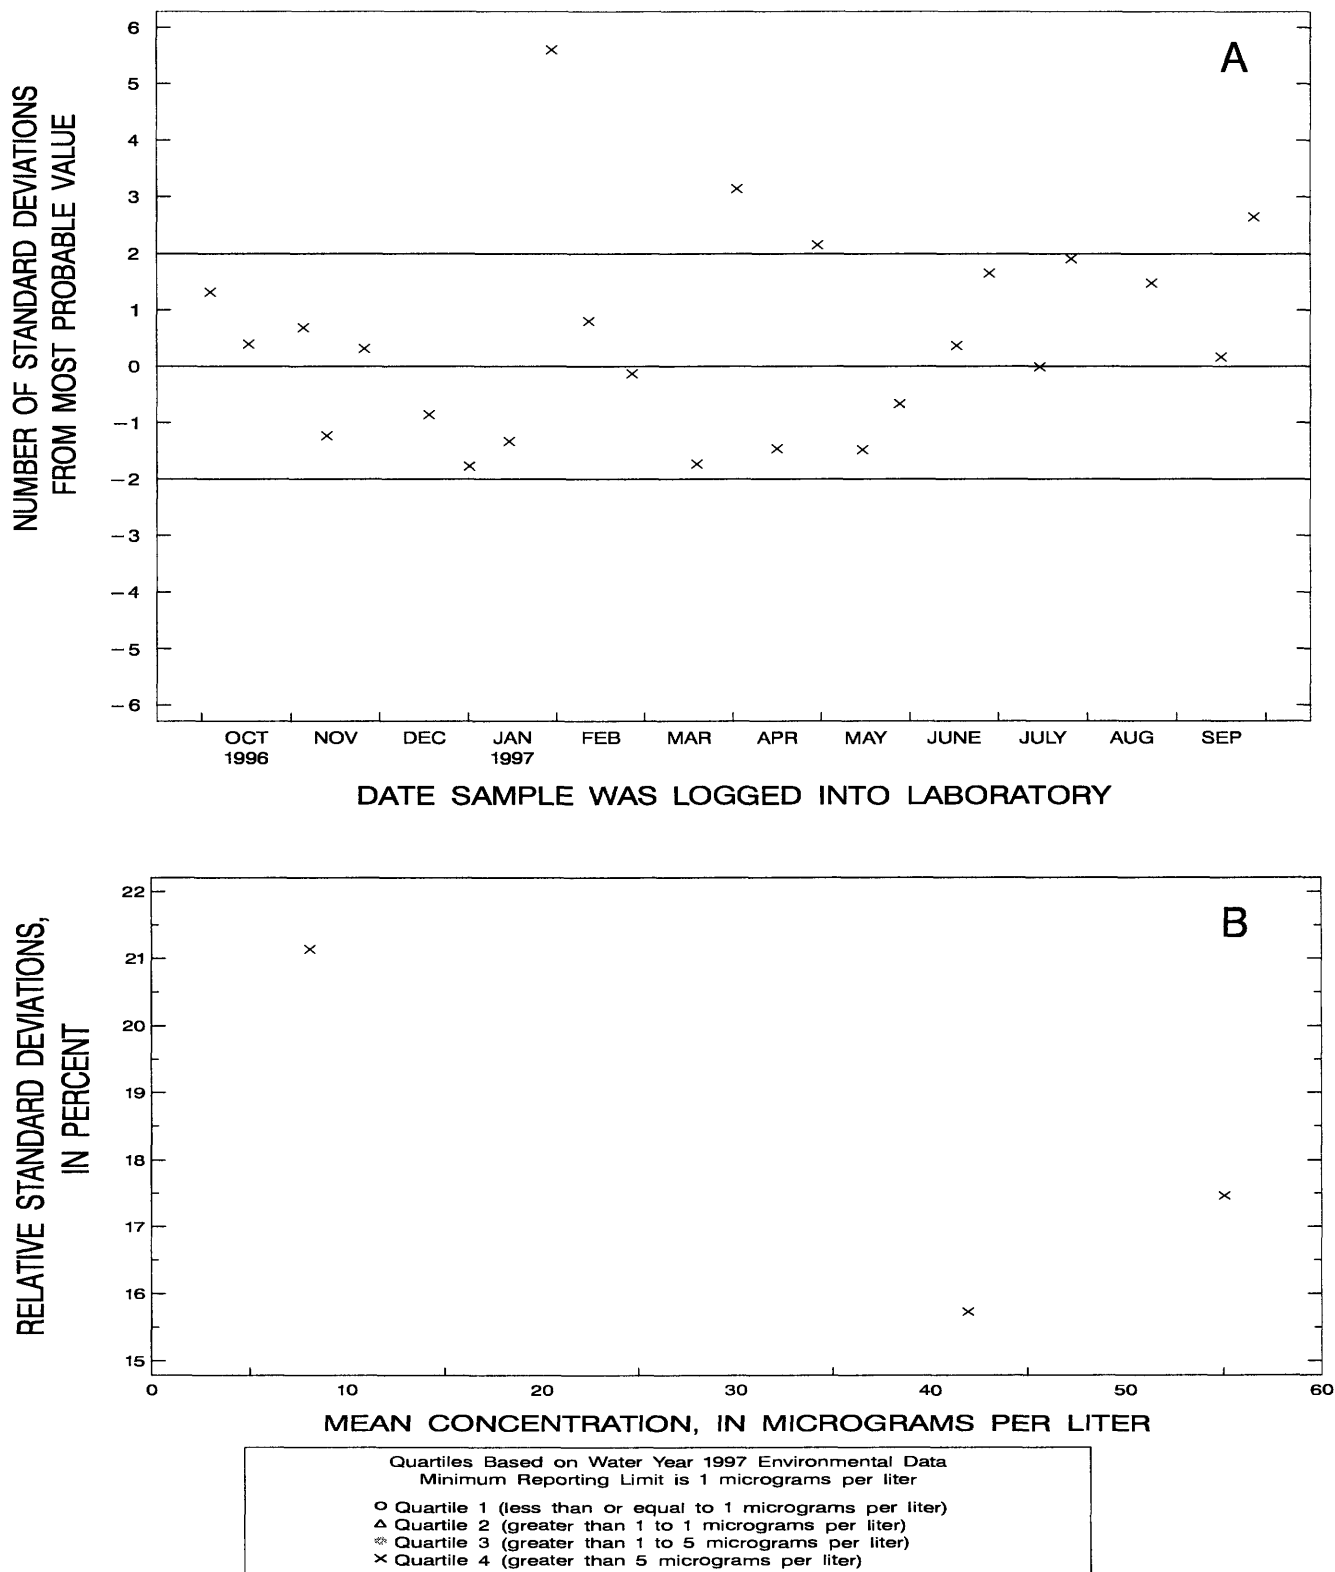 A
NUMBER OF STANDARD DEVIATIONS
FROM MOST PROBABLE VALUE
6
5
4
3
2
1
0
−1
−2
−3
−4
−5
−6
OCT NOV DEC JAN FEB MAR APR MAY JUNE JULY AUG SEP
1996 1997
DATE SAMPLE WAS LOGGED INTO LABORATORY
B
RELATIVE STANDARD DEVIATIONS,
IN PERCENT
22
21
20
19
18
17
16
15
0 10 20 30 40 50 60
MEAN CONCENTRATION, IN MICROGRAMS PER LITER
Quartiles Based on Water Year 1997 Environmental Data
Minimum Reporting Limit is 1 micrograms per liter
Quartile 1 (less than or equal to 1 micrograms per liter)
Quartile 2 (greater than 1 to 1 micrograms per liter)
Quartile 3 (greater than 1 to 5 micrograms per liter)
Quartile 4 (greater than 5 micrograms per liter)